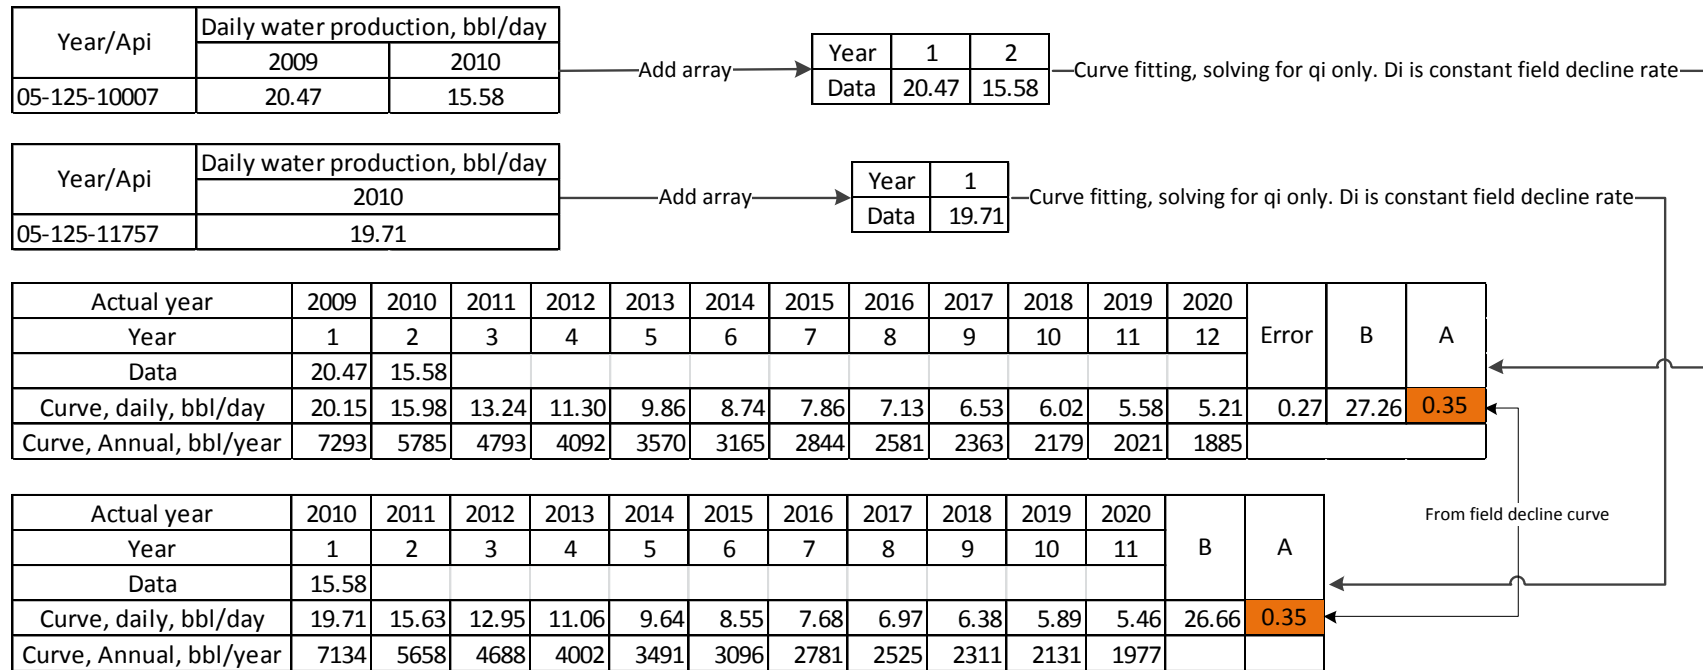 Year/Api Daily water production, bbl/day
2009 2010
05-125-10007 20.47 15.58
Add array
Year 1 2
Data 20.47 15.58
Curve fitting, solving for qi only. Di is constant field decline rate
Year/Api Daily water production, bbl/day
2010
05-125-11757 19.71
Add array
Year 1
Data 19.71
Curve fitting, solving for qi only. Di is constant field decline rate
Actual year 2009 2010 2011 2012 2013 2014 2015 2016 2017 2018 2019 2020 Error B A
Year 1 2 3 4 5 6 7 8 9 10 11 12
Data 20.47 15.58
Curve, daily, bbl/day 20.15 15.98 13.24 11.30 9.86 8.74 7.86 7.13 6.53 6.02 5.58 5.21 0.27 27.26 0.35
Curve, Annual, bbl/year 7293 5785 4793 4092 3570 3165 2844 2581 2363 2179 2021 1885
Actual year 2010 2011 2012 2013 2014 2015 2016 2017 2018 2019 2020 B A
Year 1 2 3 4 5 6 7 8 9 10 11
Data 15.58
Curve, daily, bbl/day 19.71 15.63 12.95 11.06 9.64 8.55 7.68 6.97 6.38 5.89 5.46 26.66 0.35
Curve, Annual, bbl/year 7134 5658 4688 4002 3491 3096 2781 2525 2311 2131 1977
From field decline curve